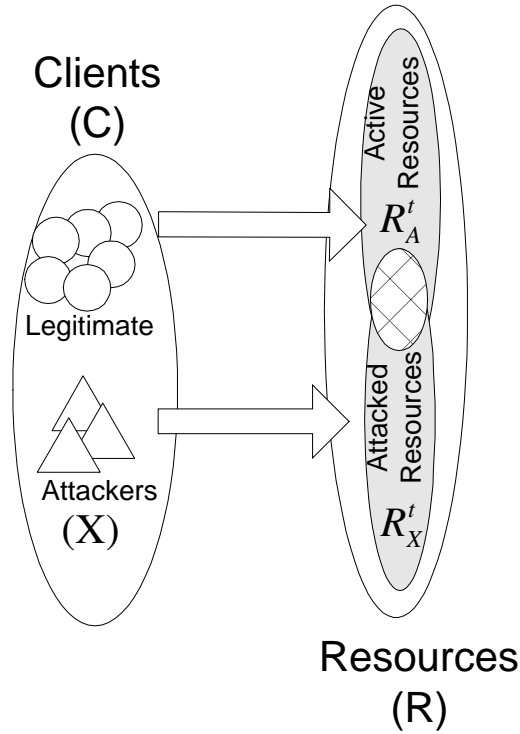 Clients
(C)
Legitimate
Attackers
(X)
Active
Resources
R_A^t
Attacked
Resources
R_X^t
Resources
(R)